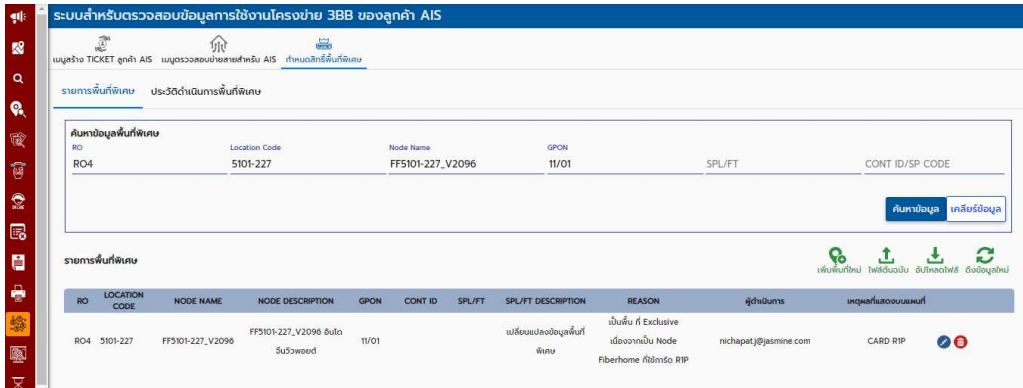 ระบบสำหรับตรวจสอบข้อมูลการใช้งานโครงข่าย 3BB ของลูกค้า AIS
เมนูสร้าง TICKET ลูกค้า AIS เมนูตรวจสอบข่ายสายสำหรับ AIS กำหนดสิทธิ์พื้นที่พิเศษ
รายการพื้นที่พิเศษ ประวัติดำเนินการพื้นที่พิเศษ
ค้นหาข้อมูลพื้นที่พิเศษ
RO Location Code Node Name GPON
RO4 5101-227 FF5101-227_V2096 11/01 SPL/FT CONT ID/SP CODE
ค้นหาข้อมูล เคลียร์ข้อมูล
รายการพื้นที่พิเศษ
เพิ่มพื้นที่ใหม่ ไฟล์ต้นฉบับ อัปโหลดไฟล์ ดึงข้อมูลใหม่
RO LOCATION CODE NODE NAME NODE DESCRIPTION GPON CONT ID SPL/FT SPL/FT DESCRIPTION REASON ผู้ดำเนินการ เหตุผลที่แสดงบนแผนที่
RO4 5101-227 FF5101-227_V2096 FF5101-227_V2096 อินโด จีนวิวพอยต์ 11/01 เปลี่ยนแปลงข้อมูลพื้นที่ พิเศษ เป็นพื้น ที่ Exclusive เนื่องจากเป็น Node Fiberhome ที่ใช้การ์ด R1P nichapat.j@jasmine.com CARD R1P